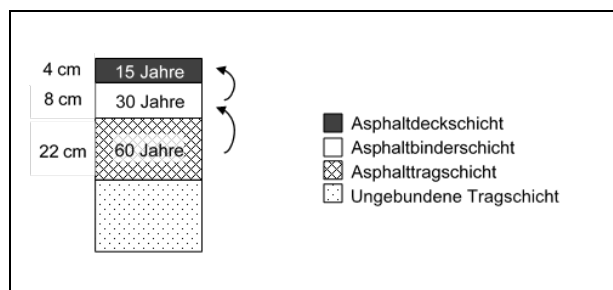 4 cm
15 Jahre
8 cm
30 Jahre
22 cm
60 Jahre
Asphaltdeckschicht
Asphaltbinderschicht
Asphalttragschicht
Ungebundene Tragschicht